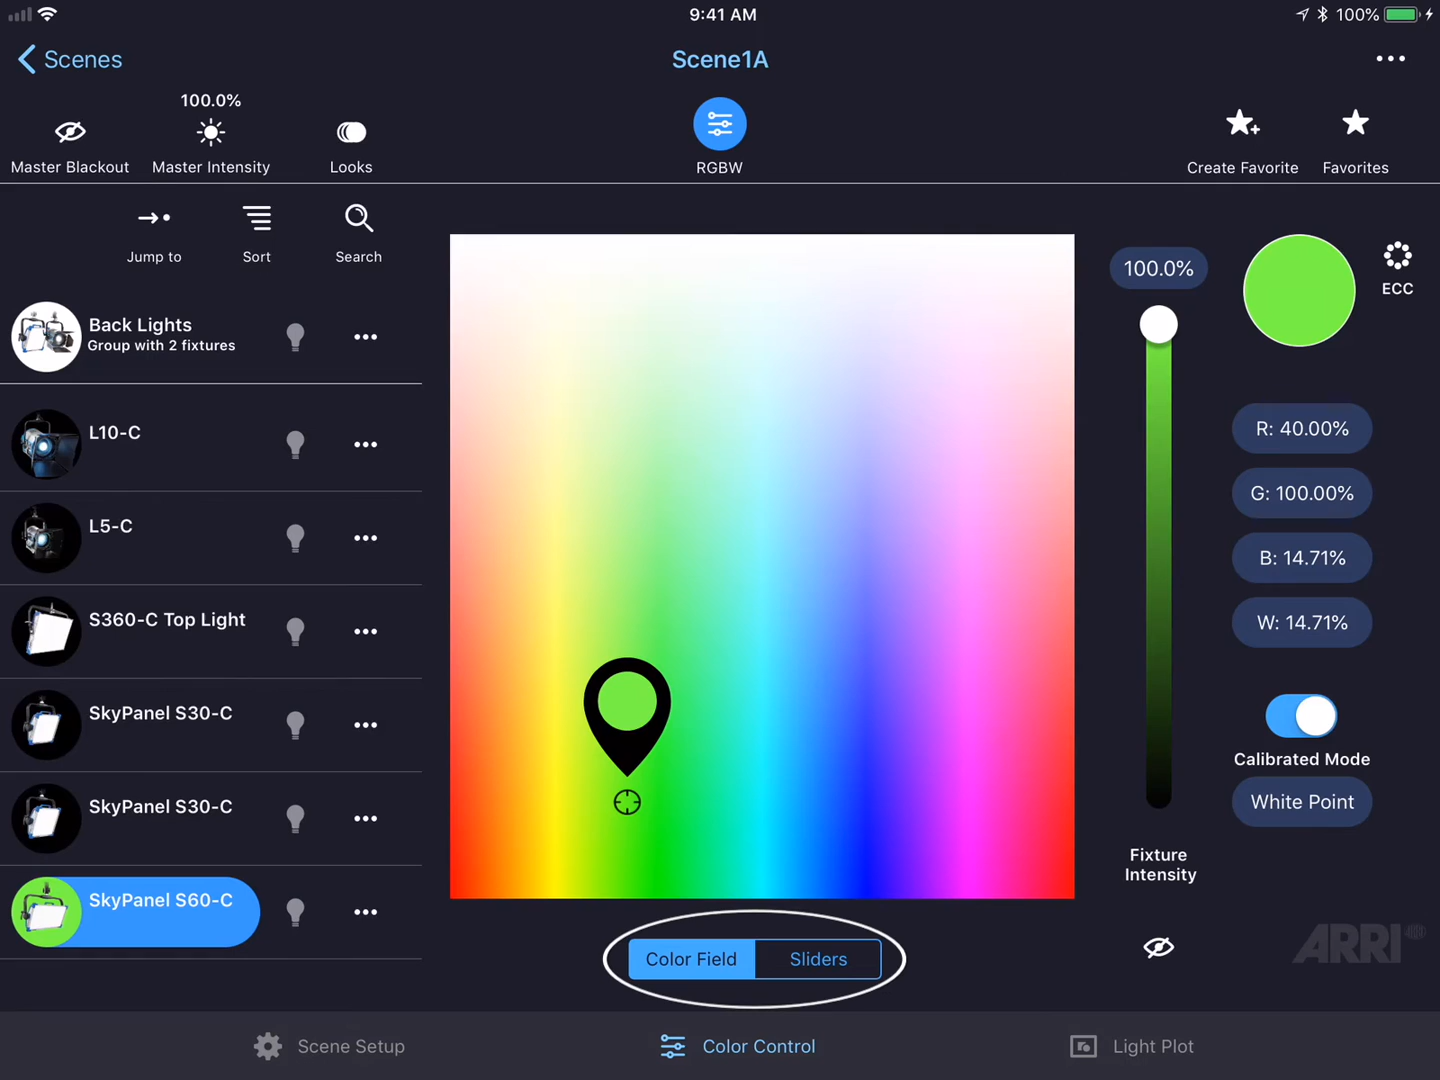 9:41 AM
100%
Scenes
Scene1A
100.0%
Master Blackout
Master Intensity
Looks
RGBW
Create Favorite
Favorites
Jump to
Sort
Search
Back Lights
Group with 2 fixtures
L10-C
L5-C
S360-C Top Light
SkyPanel S30-C
SkyPanel S30-C
SkyPanel S60-C
100.0%
ECC
R: 40.00%
G: 100.00%
B: 14.71%
W: 14.71%
Calibrated Mode
White Point
Fixture
Intensity
Color Field
Sliders
ARRI
Scene Setup
Color Control
Light Plot